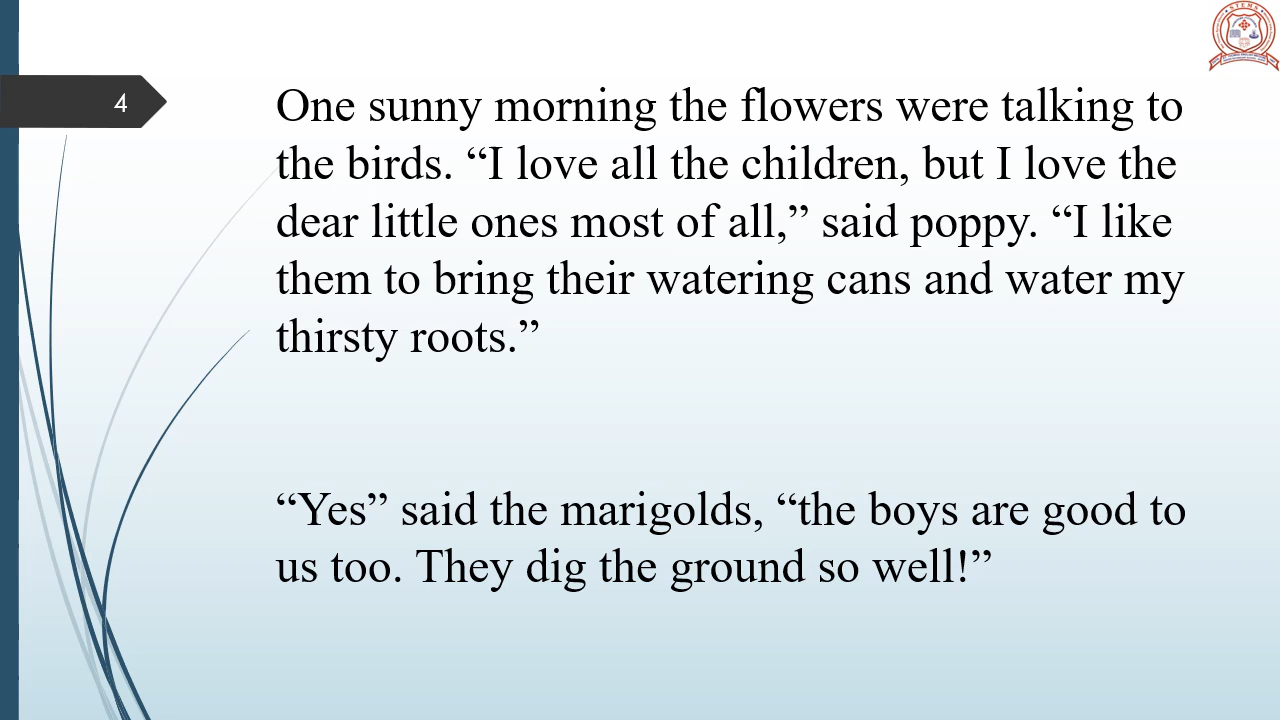 4
One sunny morning the flowers were talking to
the birds. “I love all the children, but I love the
dear little ones most of all,” said poppy. “I like
them to bring their watering cans and water my
thirsty roots.”
“Yes” said the marigolds, “the boys are good to
us too. They dig the ground so well!”